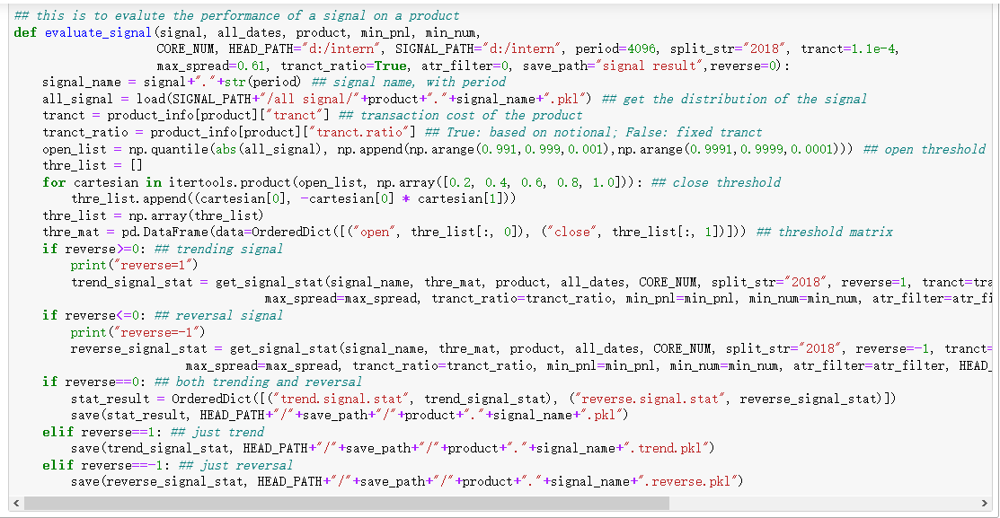 ## this is to evalute the performance of a signal on a product
def evaluate_signal(signal, all_dates, product, min_pnl, min_num,
                    CORE_NUM, HEAD_PATH="d:/intern", SIGNAL_PATH="d:/intern", period=4096, split_str="2018", tranct=1.1e-4,
                    max_spread=0.61, tranct_ratio=True, atr_filter=0, save_path="signal result",reverse=0):
    signal_name = signal+"."+str(period) ## signal name, with period
    all_signal = load(SIGNAL_PATH+"/all signal/"+product+"."+signal_name+".pkl") ## get the distribution of the signal
    tranct = product_info[product]["tranct"] ## transaction cost of the product
    tranct_ratio = product_info[product]["tranct.ratio"] ## True: based on notional; False: fixed tranct
    open_list = np.quantile(abs(all_signal), np.append(np.arange(0.991,0.999,0.001),np.arange(0.9991,0.9999,0.0001))) ## open threshold
    thre_list = []
    for cartesian in itertools.product(open_list, np.array([0.2, 0.4, 0.6, 0.8, 1.0])): ## close threshold
        thre_list.append((cartesian[0], -cartesian[0] * cartesian[1]))
    thre_list = np.array(thre_list)
    thre_mat = pd.DataFrame(data=OrderedDict([("open", thre_list[:, 0]), ("close", thre_list[:, 1])])) ## threshold matrix
    if reverse>=0: ## trending signal
        print("reverse=1")
        trend_signal_stat = get_signal_stat(signal_name, thre_mat, product, all_dates, CORE_NUM, split_str="2018", reverse=1, tranct=tra
                                   max_spread=max_spread, tranct_ratio=tranct_ratio, min_pnl=min_pnl, min_num=min_num, atr_filter=atr_fi
    if reverse<=0: ## reversal signal
        print("reverse=-1")
        reverse_signal_stat = get_signal_stat(signal_name, thre_mat, product, all_dates, CORE_NUM, split_str="2018", reverse=-1, tranct=
                        max_spread=max_spread, tranct_ratio=tranct_ratio, min_pnl=min_pnl, min_num=min_num, atr_filter=atr_filter, HEAD_
    if reverse==0: ## both trending and reversal
        stat_result = OrderedDict([("trend.signal.stat", trend_signal_stat), ("reverse.signal.stat", reverse_signal_stat)])
        save(stat_result, HEAD_PATH+"/"+save_path+"/"+product+"."+signal_name+".pkl")
    elif reverse==1: ## just trend
        save(trend_signal_stat, HEAD_PATH+"/"+save_path+"/"+product+"."+signal_name+".trend.pkl")
    elif reverse==-1: ## just reversal
        save(reverse_signal_stat, HEAD_PATH+"/"+save_path+"/"+product+"."+signal_name+".reverse.pkl")